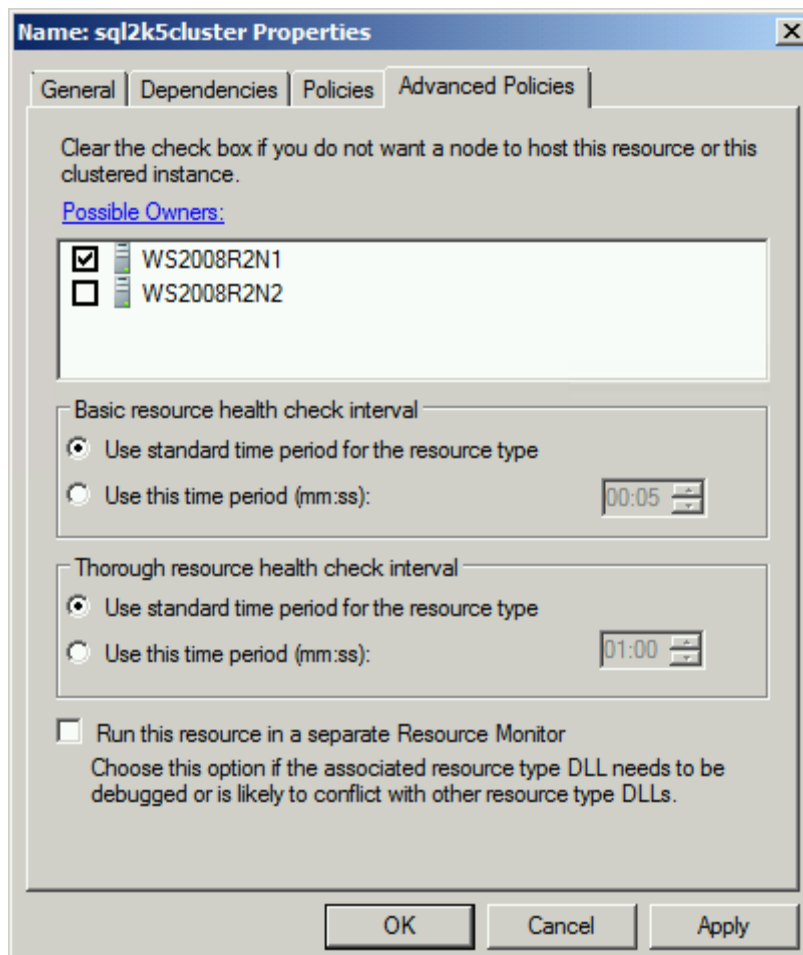 Name: sql2k5cluster Properties
General Dependencies Policies Advanced Policies
Clear the check box if you do not want a node to host this resource or this
clustered instance.
Possible Owners:
WS2008R2N1
WS2008R2N2
Basic resource health check interval
Use standard time period for the resource type
Use this time period (mm:ss): 00:05
Thorough resource health check interval
Use standard time period for the resource type
Use this time period (mm:ss): 01:00
Run this resource in a separate Resource Monitor
Choose this option if the associated resource type DLL needs to be
debugged or is likely to conflict with other resource type DLLs.
OK Cancel Apply